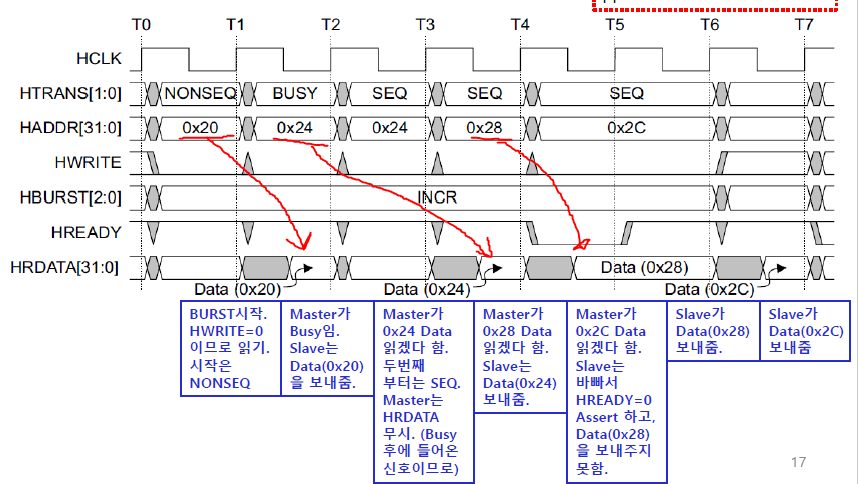 T0 T1 T2 T3 T4 T5 T6 T7
HCLK
HTRANS[1:0] NONSEQ BUSY SEQ SEQ SEQ
HADDR[31:0] 0x20 0x24 0x24 0x28 0x2C
HWRITE
HBURST[2:0] INCR
HREADY
HRDATA[31:0] Data (0x28)
Data (0x20) Data (0x24) Data (0x2C)
BURST시작.
HWRITE=0
이므로 읽기.
시작은
NONSEQ
Master가
Busy임.
Slave는
Data(0x20)
을 보내줌.
Master가
0x24 Data
읽겠다 함.
두번째
부터는 SEQ.
Master는
HRDATA
무시. (Busy
후에 들어온
신호이므로)
Master가
0x28 Data
읽겠다 함.
Slave는
Data(0x24)
보내줌.
Master가
0x2C Data
읽겠다 함.
Slave는
바빠서
HREADY=0
Assert 하고,
Data(0x28)
을 보내주지
못함.
Slave가
Data(0x28)
보내줌.
Slave가
Data(0x2C)
보내줌
17